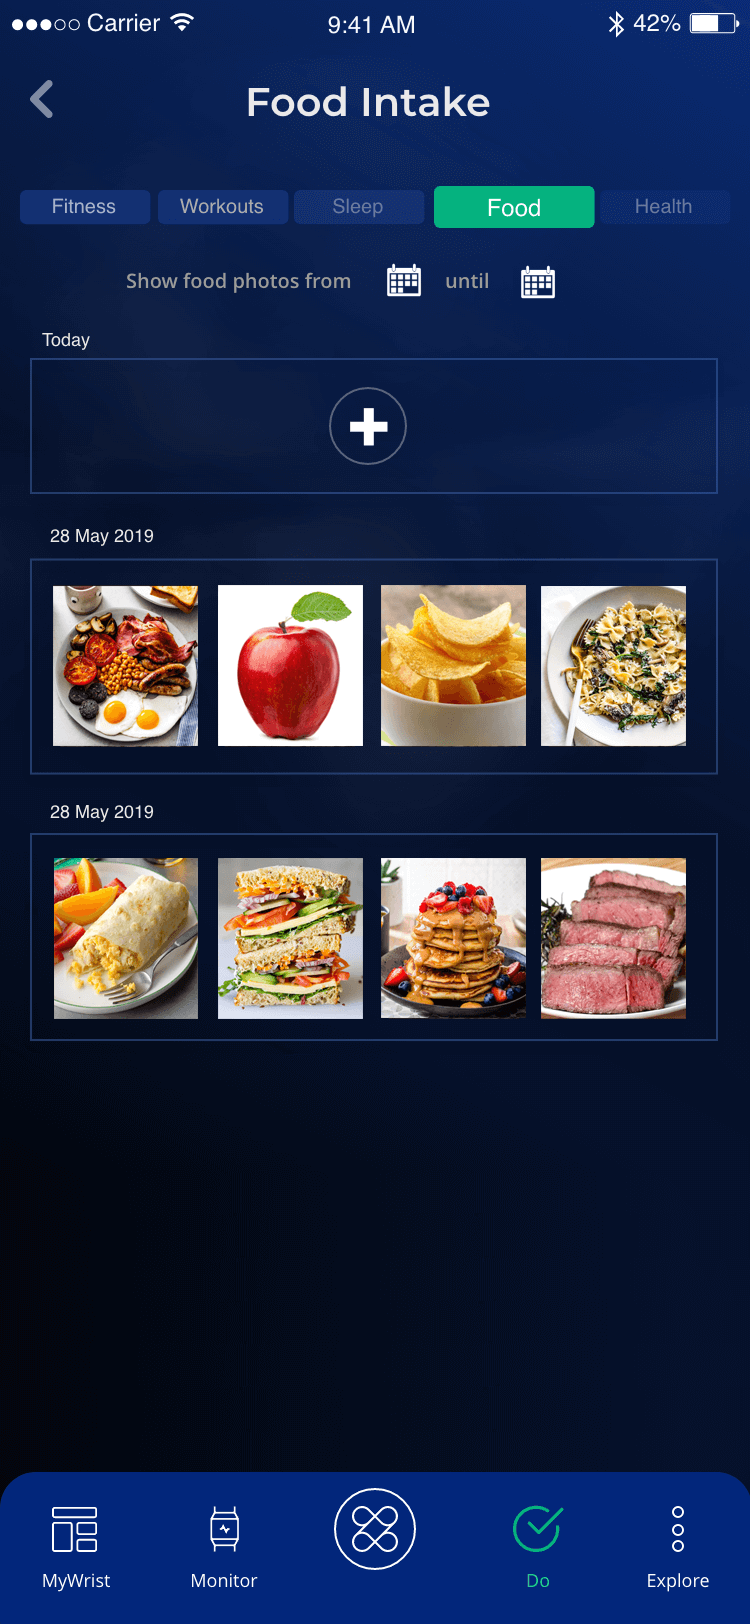 Carrier 9:41 AM 42%
Food Intake
Fitness Workouts Sleep Food Health
Show food photos from until
Today
28 May 2019
28 May 2019
MyWrist Monitor Do Explore